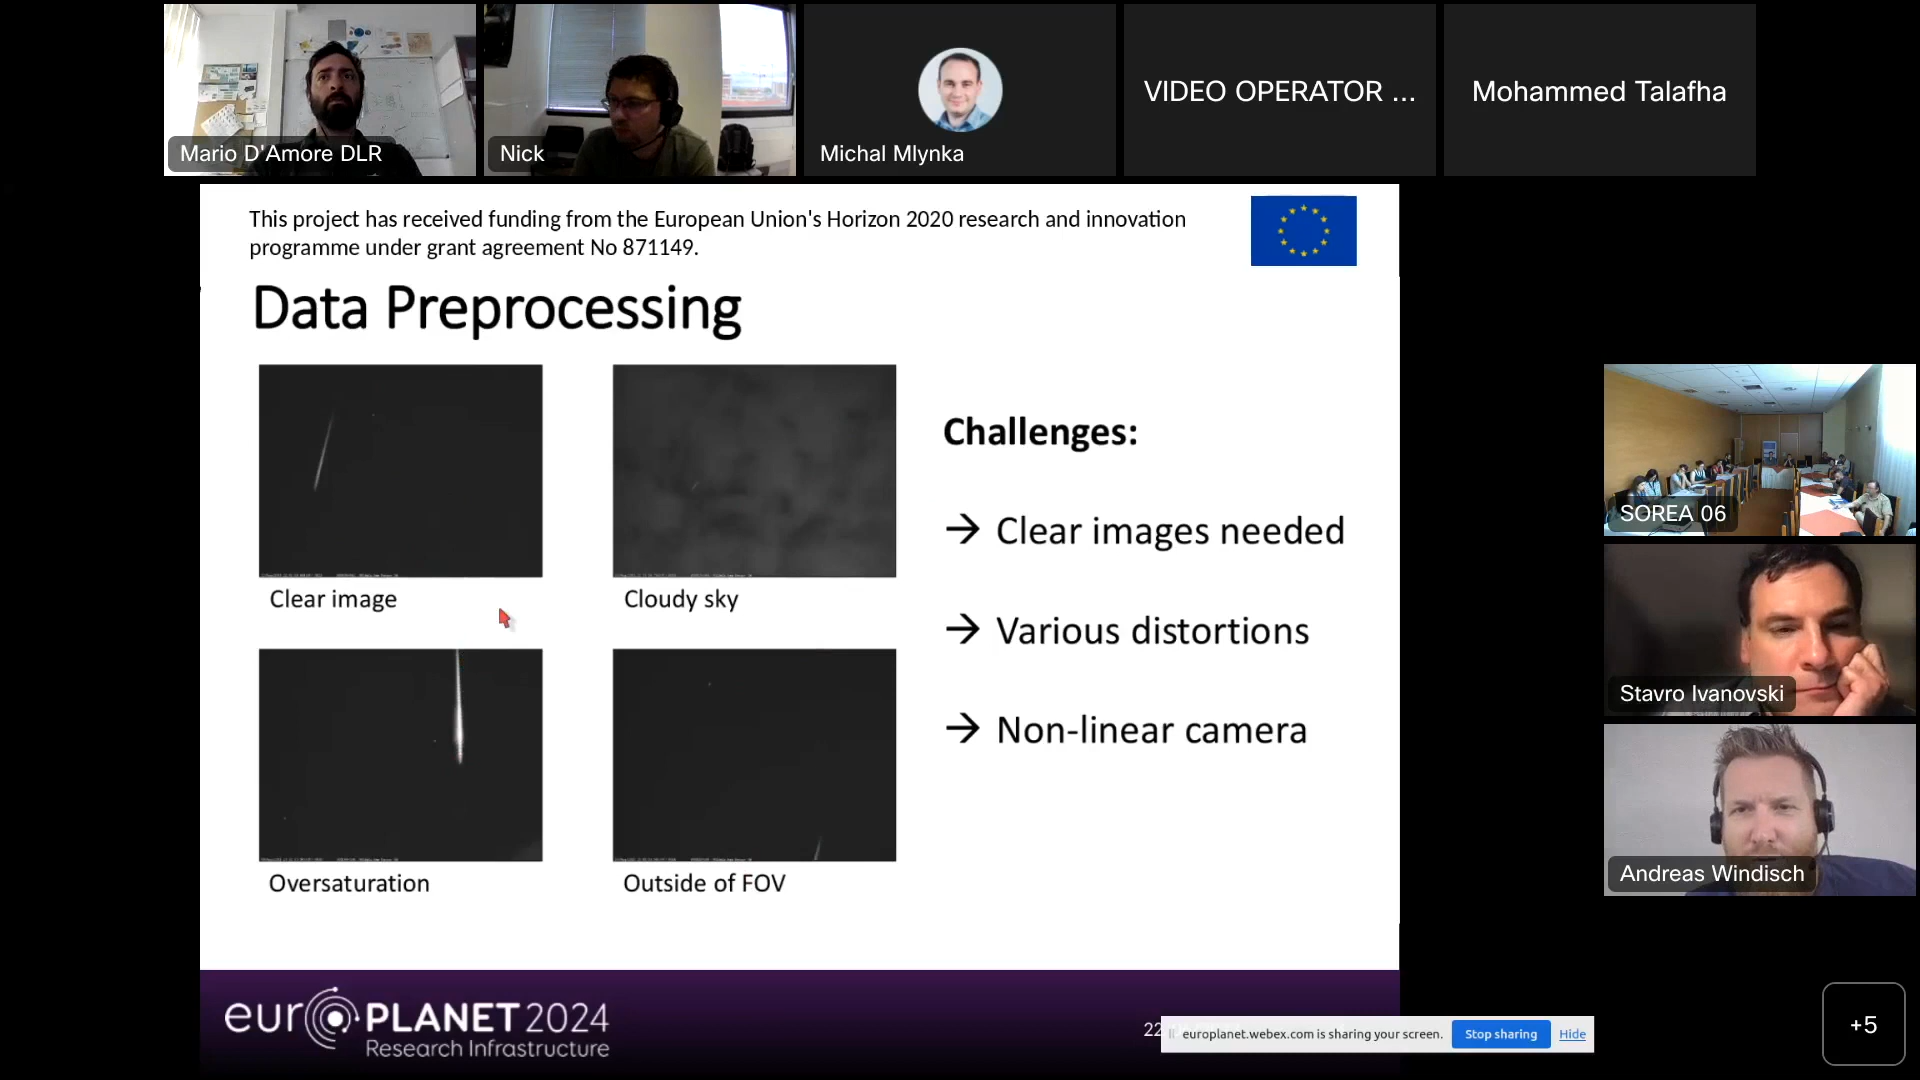 Mario D'Amore DLR
Nick
Michal Mlynka
VIDEO OPERATOR ...
Mohammed Talafha
This project has received funding from the European Union's Horizon 2020 research and innovation
programme under grant agreement No 871149.
Data Preprocessing
Clear image
Cloudy sky
Oversaturation
Outside of FOV
Challenges:
→ Clear images needed
→ Various distortions
→ Non-linear camera
SOREA 06
Stavro Ivanovski
Andreas Windisch
+5
europlanet 2024
Research Infrastructure
22
europlanet.webex.com is sharing your screen.
Stop sharing
Hide